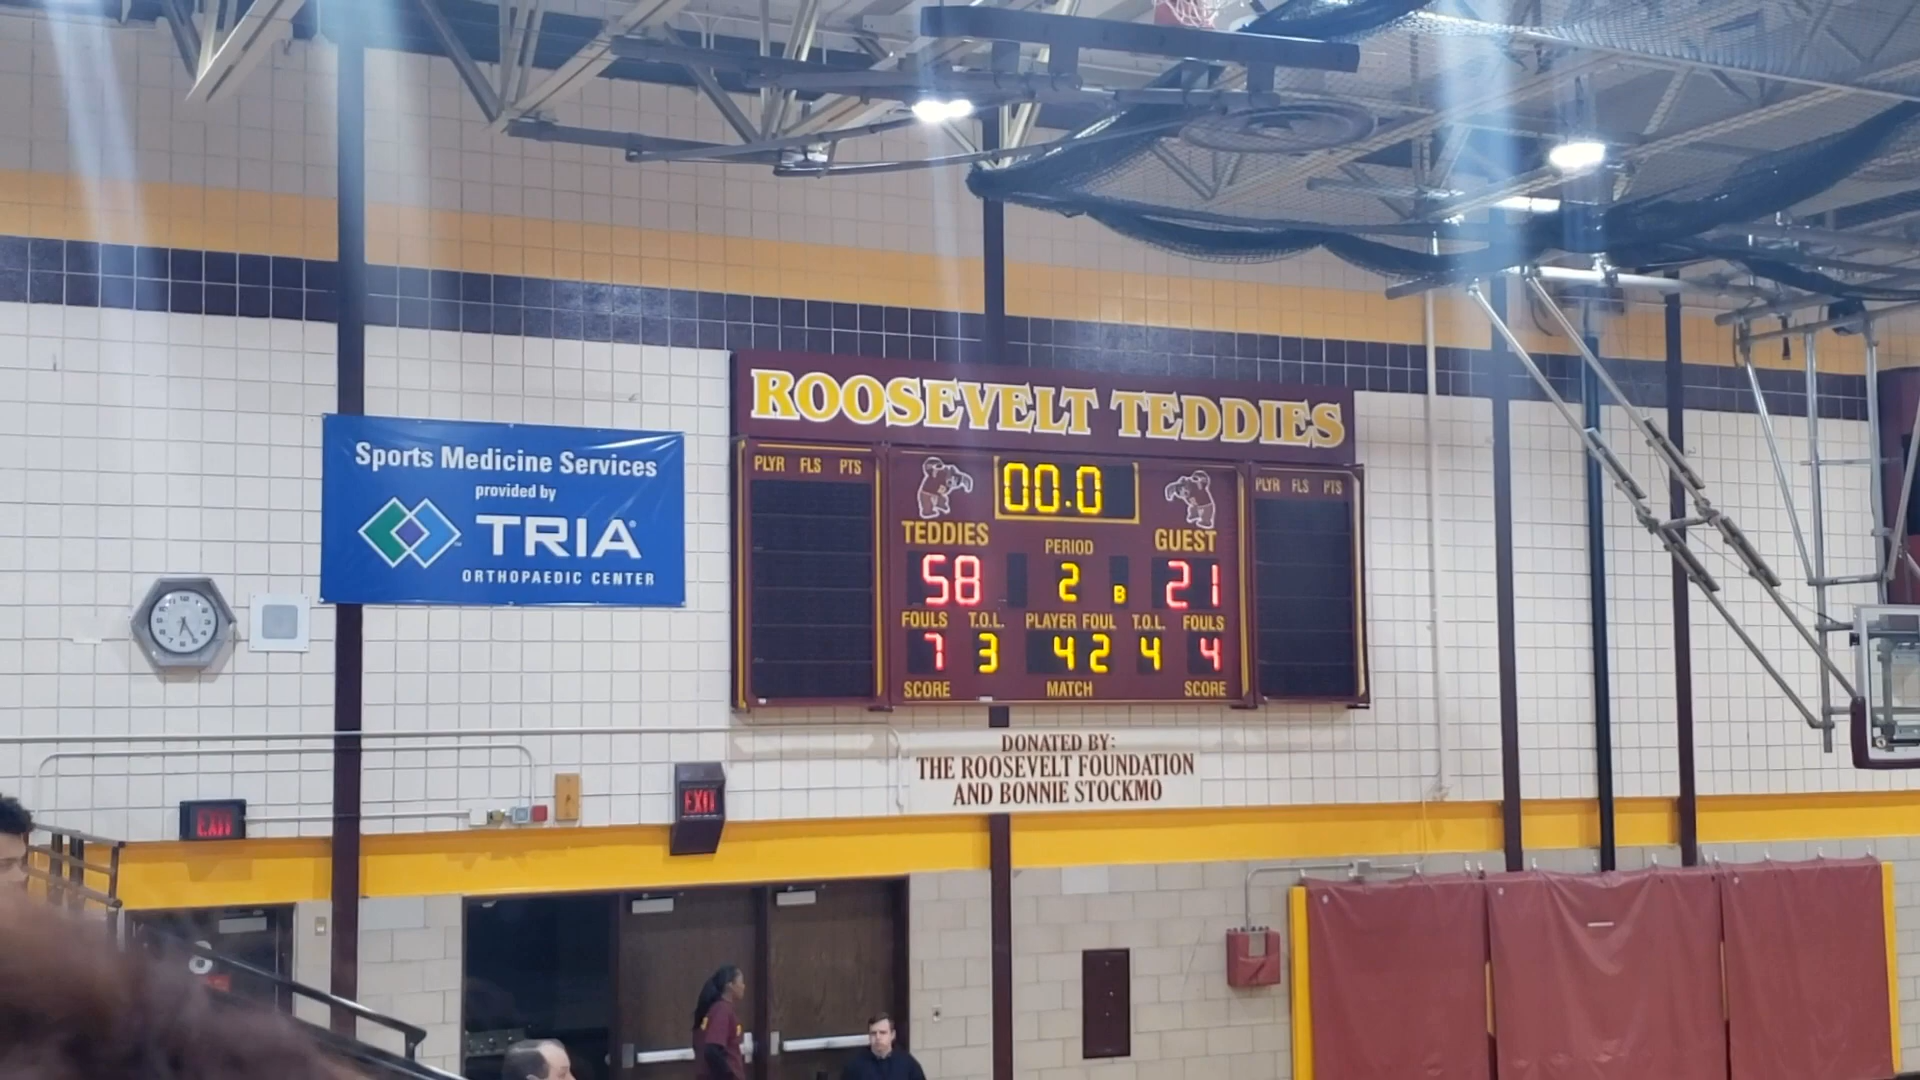 ROOSEVELT TEDDIES
Sports Medicine Services
provided by
TRIA
ORTHOPAEDIC CENTER
PLYR FLS PTS
00.0
PLYR FLS PTS
TEDDIES PERIOD GUEST
58 2 B 21
FOULS T.O.L. PLAYER FOUL T.O.L. FOULS
7 3 42 4 4
SCORE MATCH SCORE
DONATED BY:
THE ROOSEVELT FOUNDATION
AND BONNIE STOCKMO
EXIT
EXIT